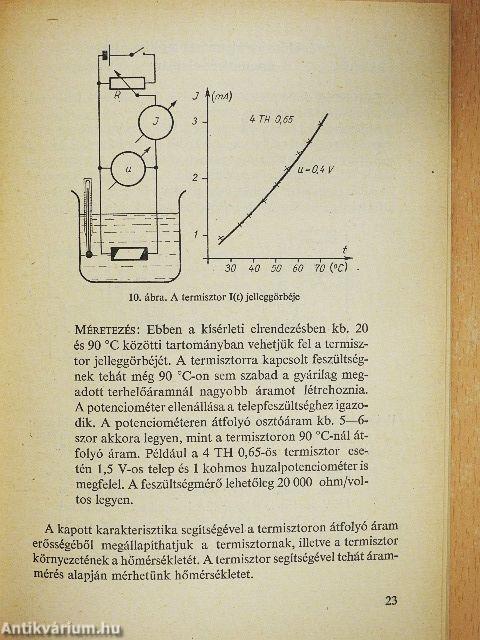 R
J
u
J (mA)
3
2
1
4 TH 0,65
u=0,4 V
t
30 40 50 60 70 (°C)
10. ábra. A termisztor I(t) jelleggörbéje
MÉRETEZÉS: Ebben a kísérleti elrendezésben kb. 20
és 90 °C közötti tartományban vehetjük fel a termisz-
tor jelleggörbéjét. A termisztorra kapcsolt feszültség-
nek tehát még 90 °C-on sem szabad a gyárilag meg-
adott terhelőáramnál nagyobb áramot létrehoznia.
A potenciométer ellenállása a telepfeszültséghez igazo-
dik. A potenciométeren átfolyó osztóáram kb. 5—6-
szor akkora legyen, mint a termisztoron 90 °C-nál át-
folyó áram. Például a 4 TH 0,65-ös termisztor ese-
tén 1,5 V-os telep és 1 kohmos huzalpotenciométer is
megfelel. A feszültségmérő lehetőleg 20 000 ohm/vol-
tos legyen.
A kapott karakterisztika segítségével a termisztoron átfolyó áram
erősségéből megállapíthatjuk a termisztornak, illetve a termisztor
környezetének a hőmérsékletét. A termisztor segítségével tehát áram-
mérés alapján mérhetünk hőmérsékletet.
23
Antikvárium.hu